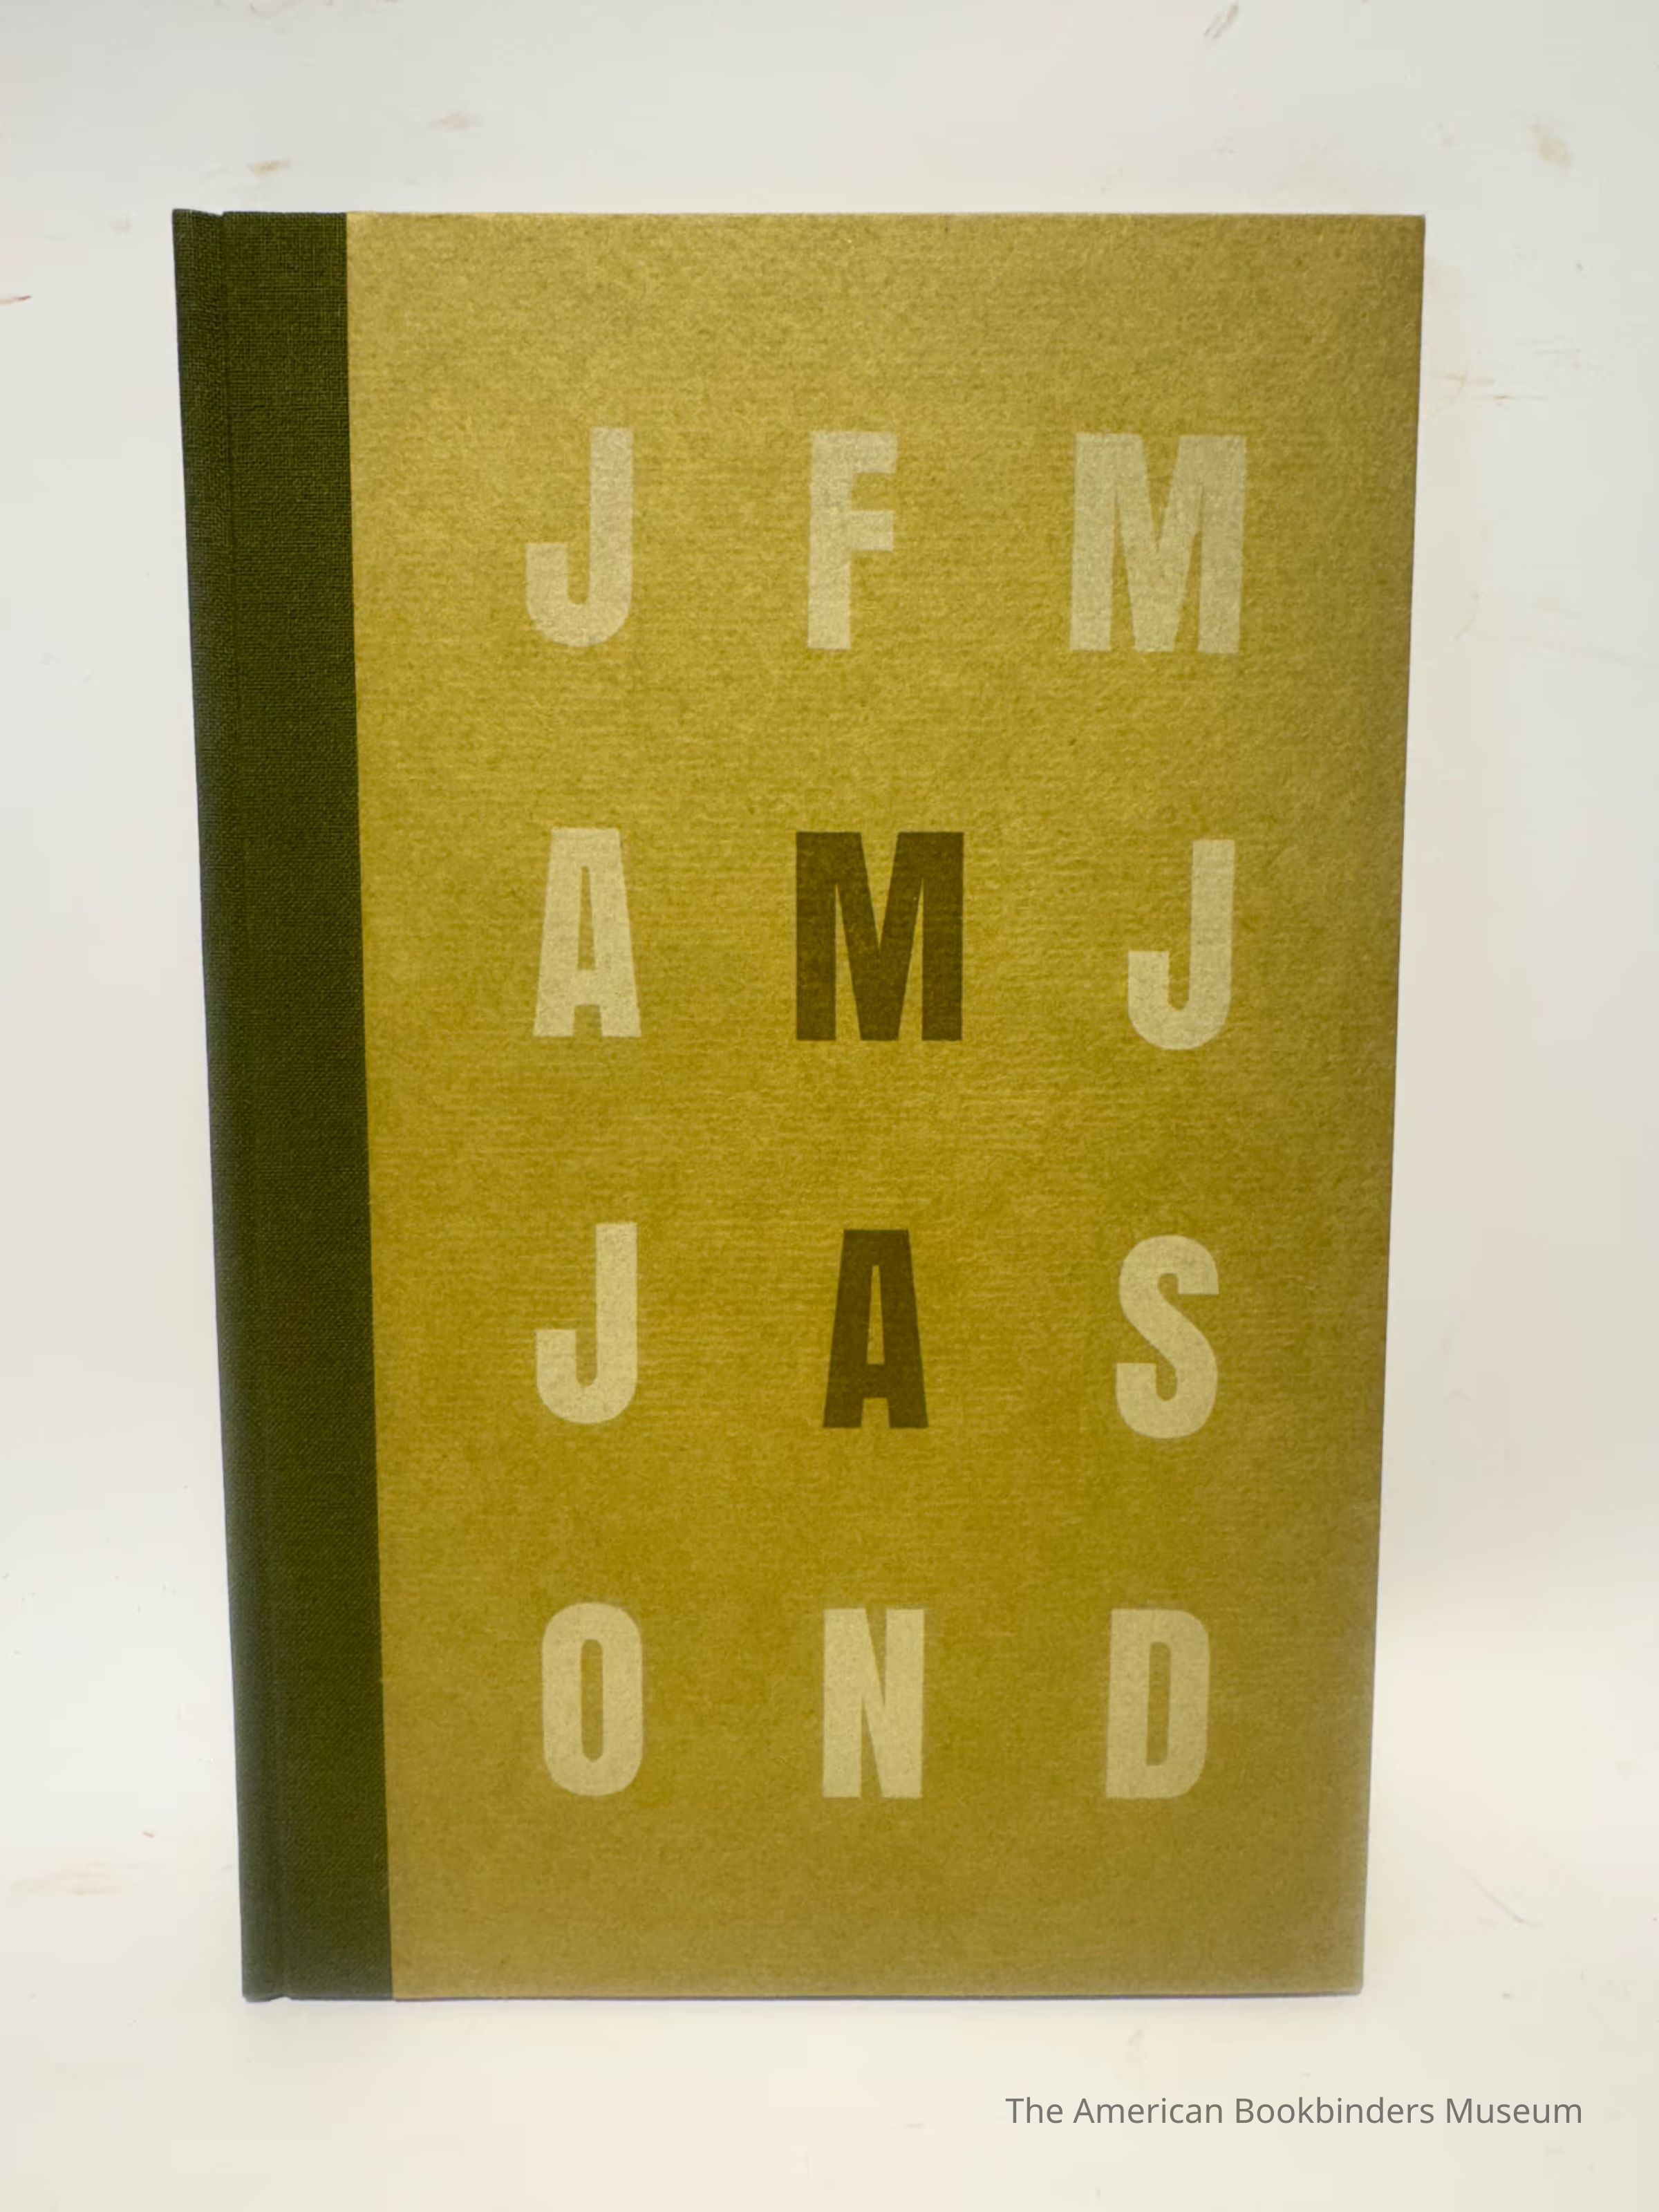 J F M
A M J
J A S
O N D
The American Bookbinders Museum